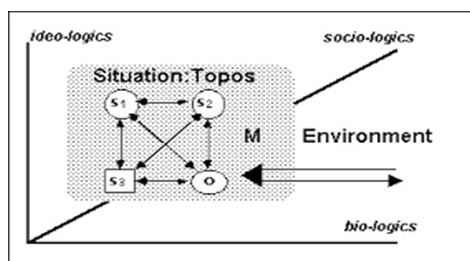 ideo-logics
socio-logics
Situation:Topos
S1 S2
M Environment
S3 O
bio-logics